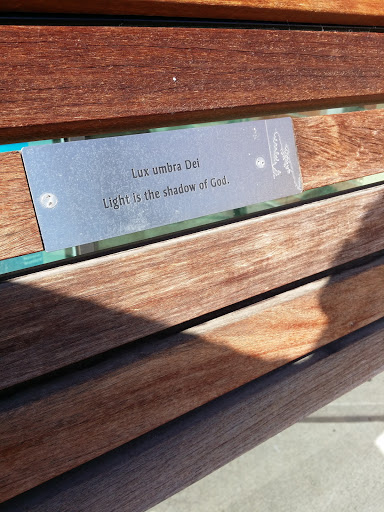 Lux umbra Dei
Light is the shadow of God.